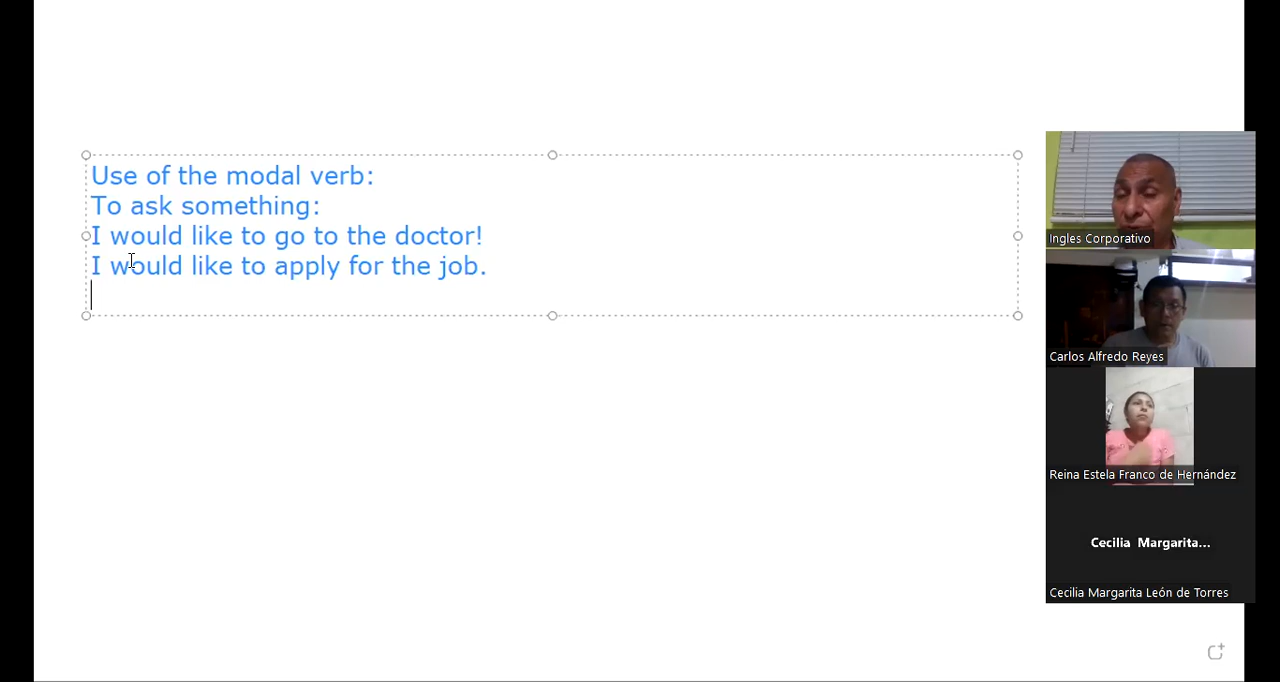 Use of the modal verb:
To ask something:
I would like to go to the doctor!
I would like to apply for the job.
Ingles Corporativo
Carlos Alfredo Reyes
Reina Estela Franco de Hernández
Cecilia Margarita...
Cecilia Margarita León de Torres